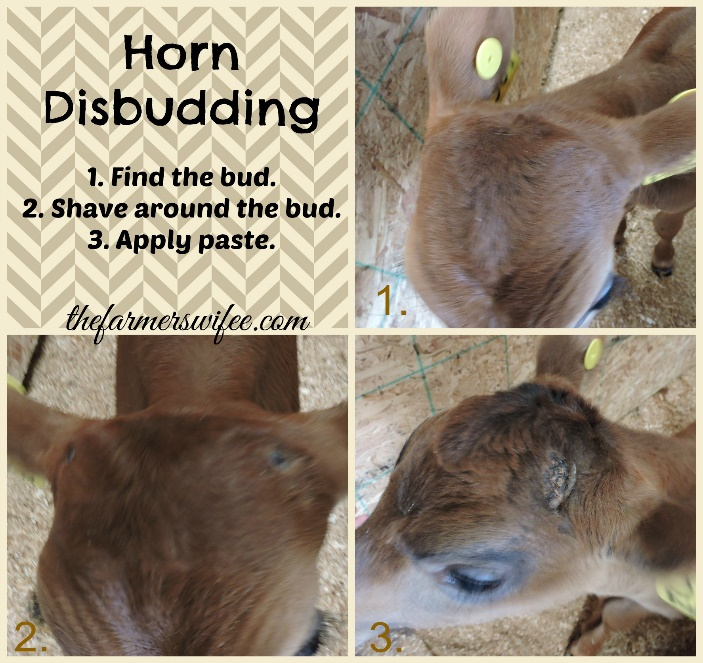 Horn
Disbudding
1. Find the bud.
2. Shave around the bud.
3. Apply paste.
thefarmerswifee.com
1.
2.
3.